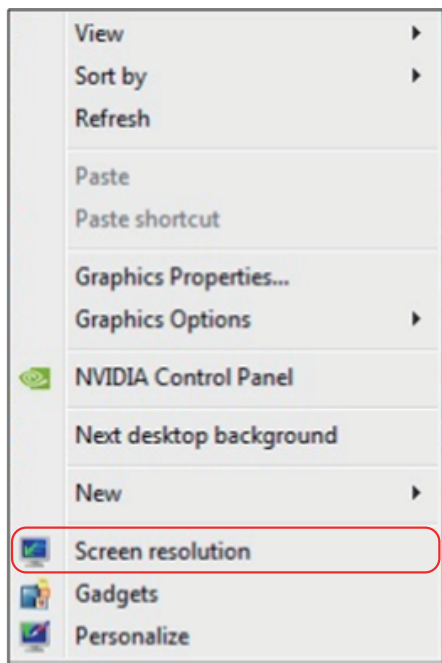 View
Sort by
Refresh
Paste
Paste shortcut
Graphics Properties...
Graphics Options
NVIDIA Control Panel
Next desktop background
New
Screen resolution
Gadgets
Personalize